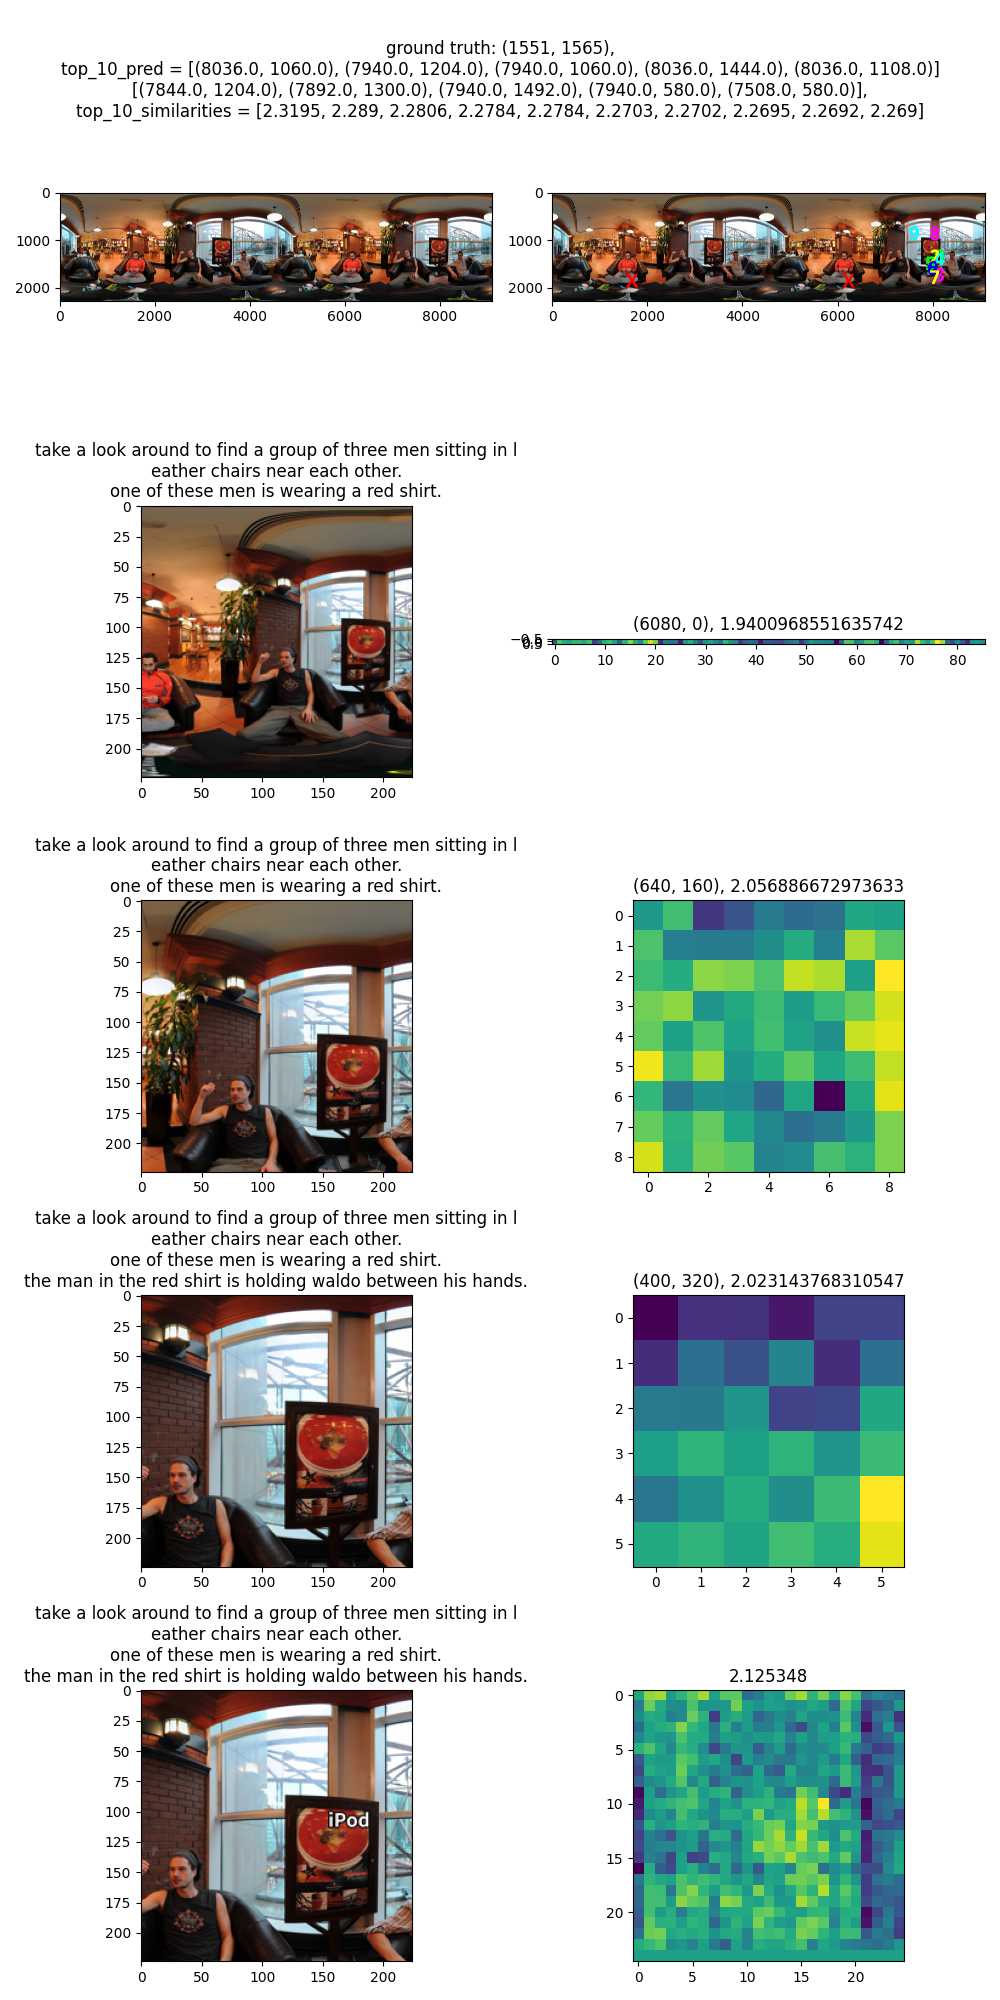 ground truth: (1551, 1565),
top_10_pred = [(8036.0, 1060.0), (7940.0, 1204.0), (7940.0, 1060.0), (8036.0, 1444.0), (8036.0, 1108.0)]
[(7844.0, 1204.0), (7892.0, 1300.0), (7940.0, 1492.0), (7940.0, 580.0), (7508.0, 580.0)],
top_10_similarities = [2.3195, 2.289, 2.2806, 2.2784, 2.2784, 2.2703, 2.2702, 2.2695, 2.2692, 2.269]
0
1000
2000
0 2000 4000 6000 8000
0
1000
2000
x x 9 8 7
0 2000 4000 6000 8000
take a look around to find a group of three men sitting in l
eather chairs near each other.
one of these men is wearing a red shirt.
0
25
50
75
100
125
150
175
200
0 50 100 150 200
(6080, 0), 1.9400968551635742
0 10 20 30 40 50 60 70 80
take a look around to find a group of three men sitting in l
eather chairs near each other.
one of these men is wearing a red shirt.
0
25
50
75
100
125
150
175
200
0 50 100 150 200
(640, 160), 2.056886672973633
0
1
2
3
4
5
6
7
8
0 2 4 6 8
take a look around to find a group of three men sitting in l
eather chairs near each other.
one of these men is wearing a red shirt.
the man in the red shirt is holding waldo between his hands.
0
25
50
75
100
125
150
175
200
0 50 100 150 200
(400, 320), 2.023143768310547
0
1
2
3
4
5
0 1 2 3 4 5
take a look around to find a group of three men sitting in l
eather chairs near each other.
one of these men is wearing a red shirt.
the man in the red shirt is holding waldo between his hands.
0
25
50
75
100
125
150
175
200
iPod
0 50 100 150 200
2.125348
0
5
10
15
20
0 5 10 15 20